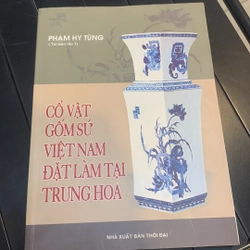 PHẠM HY TÙNG
( Tái bản lần 1 )
CỔ VẬT
GỐM SỨ
VIỆT NAM
ĐẶT LÀM TẠI
TRUNG HOA
NHÀ XUẤT BẢN THỜI ĐẠI